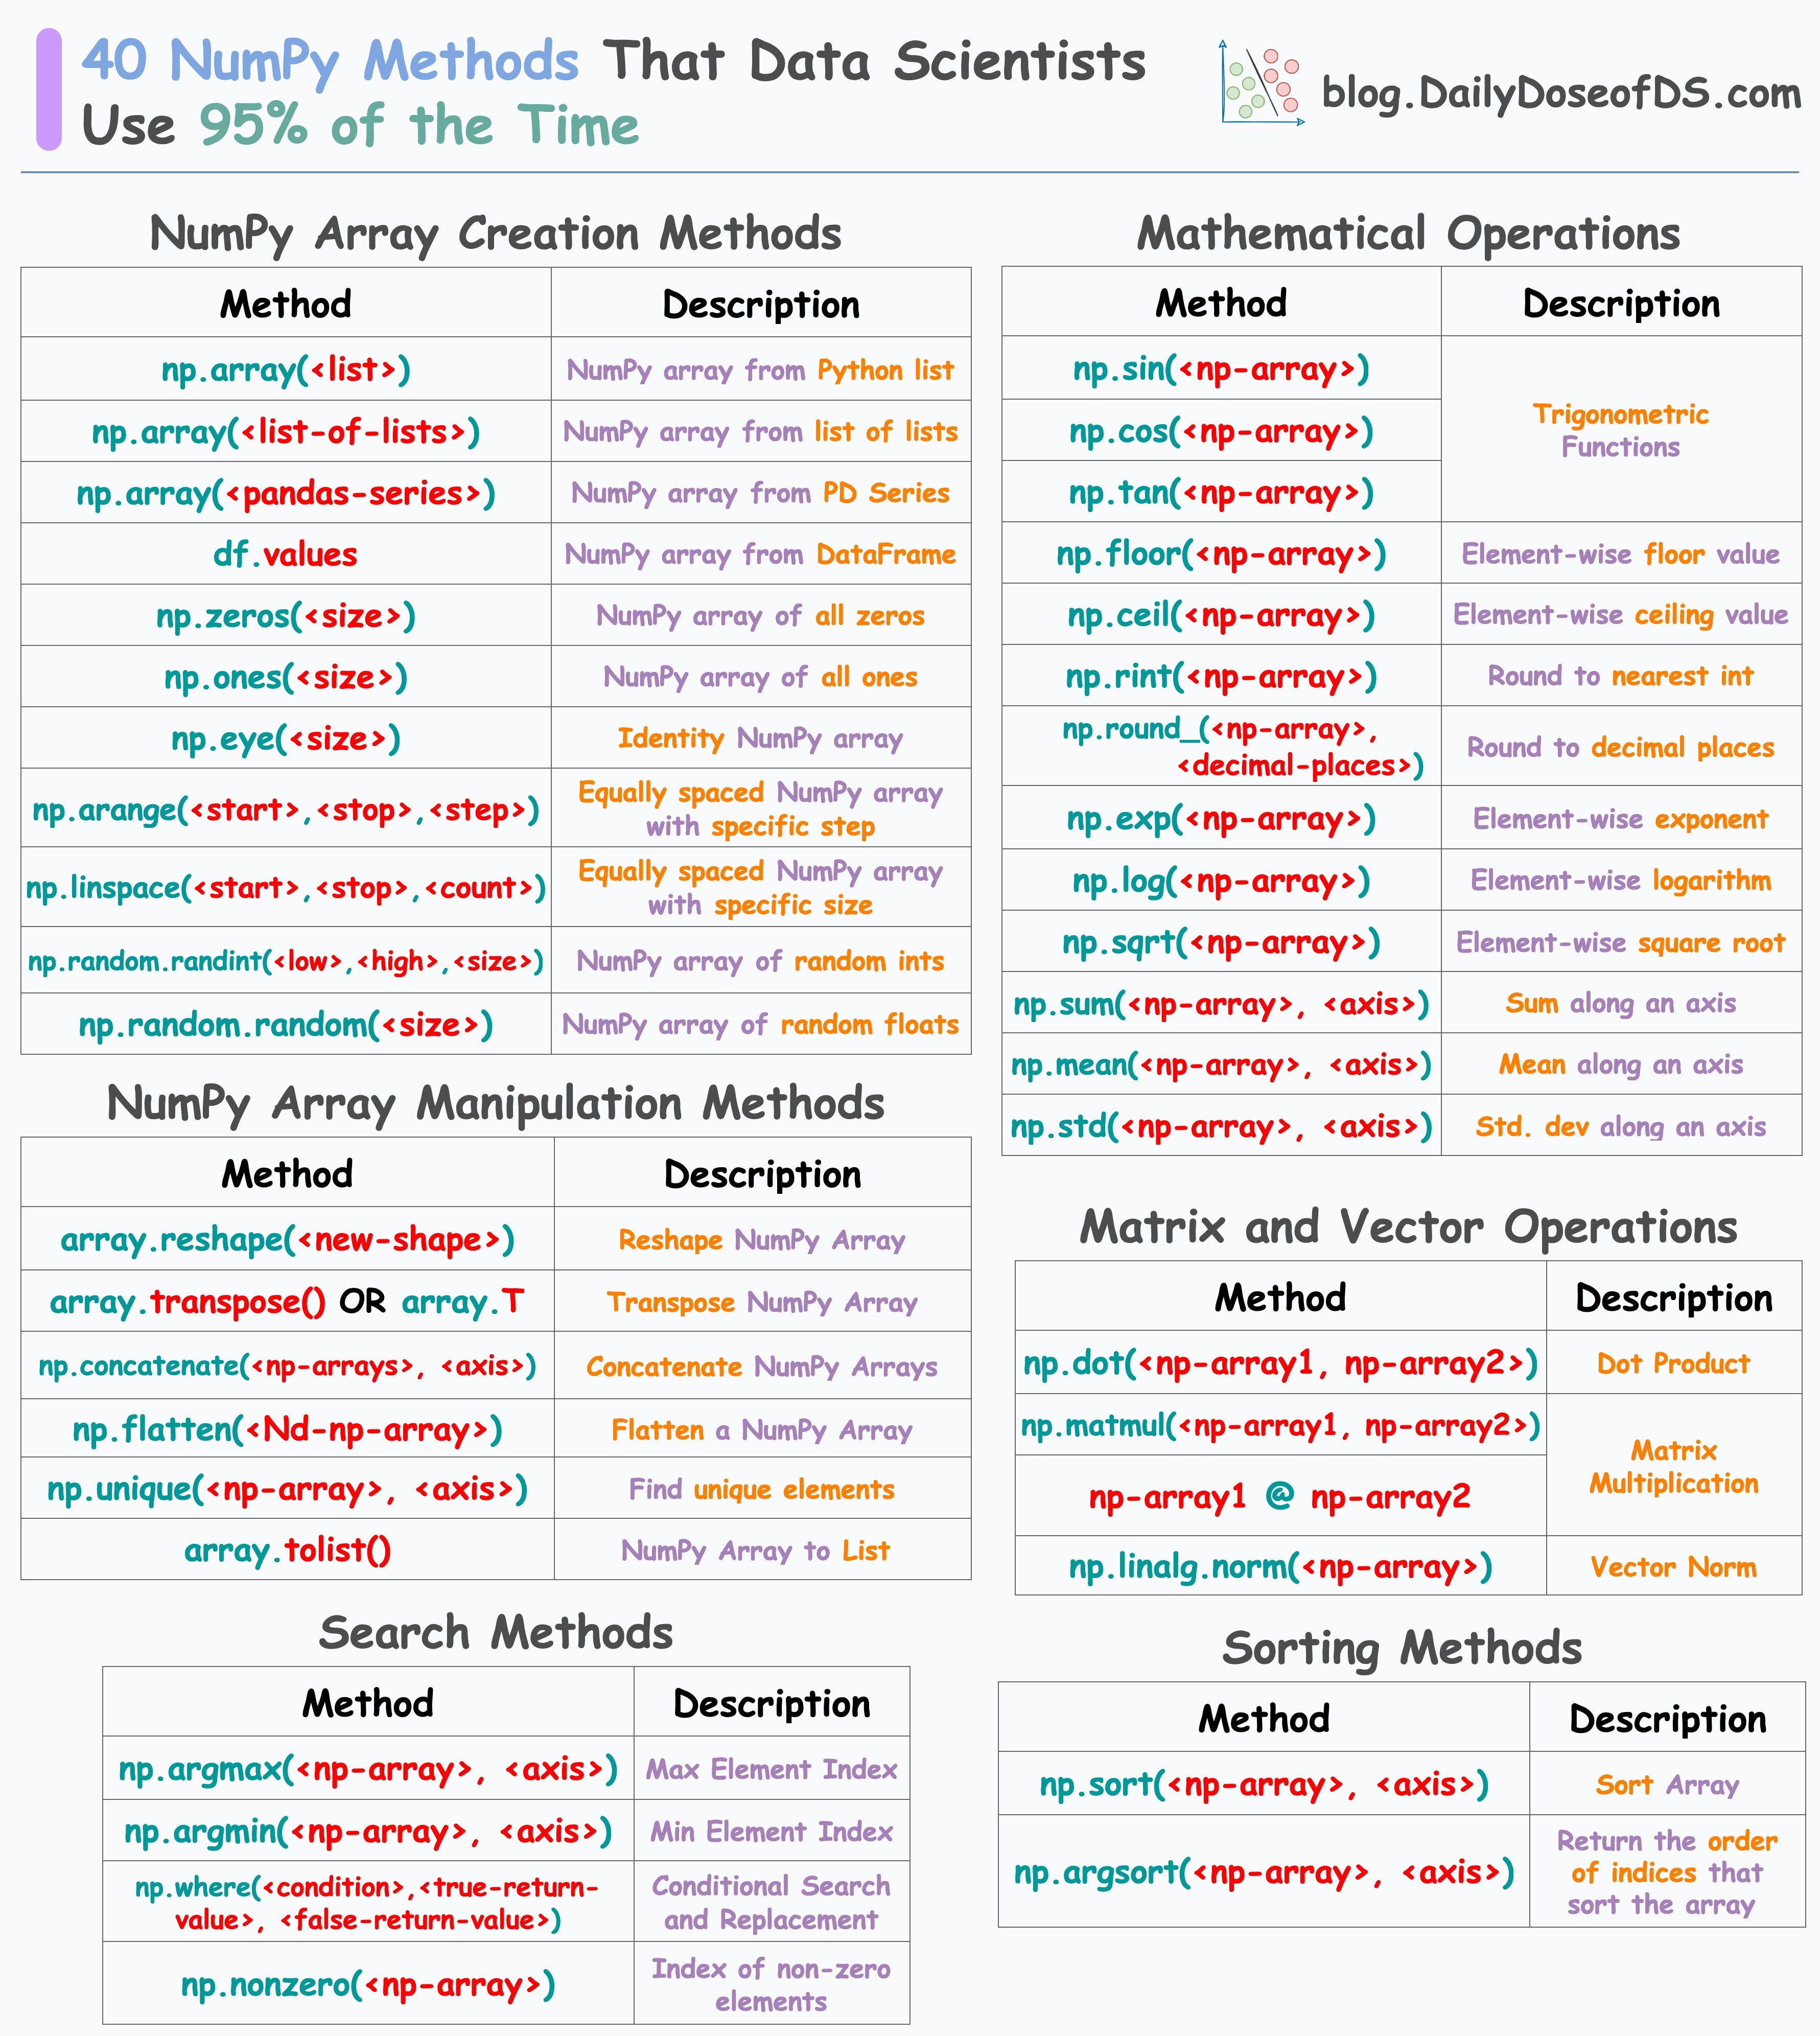 40 NumPy Methods That Data Scientists
Use 95% of the Time
blog.DailyDoseofDS.com
NumPy Array Creation Methods
Method Description
np.array(<list>) NumPy array from Python list
np.array(<list-of-lists>) NumPy array from list of lists
np.array(<pandas-series>) NumPy array from PD Series
df.values NumPy array from DataFrame
np.zeros(<size>) NumPy array of all zeros
np.ones(<size>) NumPy array of all ones
np.eye(<size>) Identity NumPy array
np.arange(<start>,<stop>,<step>) Equally spaced NumPy array
with specific step
np.linspace(<start>,<stop>,<count>) Equally spaced NumPy array
with specific size
np.random.randint(<low>,<high>,<size>) NumPy array of random ints
np.random.random(<size>) NumPy array of random floats
NumPy Array Manipulation Methods
Method Description
array.reshape(<new-shape>) Reshape NumPy Array
array.transpose() OR array.T Transpose NumPy Array
np.concatenate(<np-arrays>, <axis>) Concatenate NumPy Arrays
np.flatten(<Nd-np-array>) Flatten a NumPy Array
np.unique(<np-array>, <axis>) Find unique elements
array.tolist() NumPy Array to List
Search Methods
Method Description
np.argmax(<np-array>, <axis>) Max Element Index
np.argmin(<np-array>, <axis>) Min Element Index
np.where(<condition>,<true-return-
value>, <false-return-value>)
Conditional Search
and Replacement
np.nonzero(<np-array>) Index of non-zero
elements
Mathematical Operations
Method Description
np.sin(<np-array>)
np.cos(<np-array>)
np.tan(<np-array>)
Trigonometric
Functions
np.floor(<np-array>) Element-wise floor value
np.ceil(<np-array>) Element-wise ceiling value
np.rint(<np-array>) Round to nearest int
np.round_(<np-array>,
<decimal-places>)
Round to decimal places
np.exp(<np-array>) Element-wise exponent
np.log(<np-array>) Element-wise logarithm
np.sqrt(<np-array>) Element-wise square root
np.sum(<np-array>, <axis>) Sum along an axis
np.mean(<np-array>, <axis>) Mean along an axis
np.std(<np-array>, <axis>) Std. dev along an axis
Matrix and Vector Operations
Method Description
np.dot(<np-array1, np-array2>) Dot Product
np.matmul(<np-array1, np-array2>)
np-array1 @ np-array2
Matrix
Multiplication
np.linalg.norm(<np-array>) Vector Norm
Sorting Methods
Method Description
np.sort(<np-array>, <axis>) Sort Array
np.argsort(<np-array>, <axis>) Return the order
of indices that
sort the array